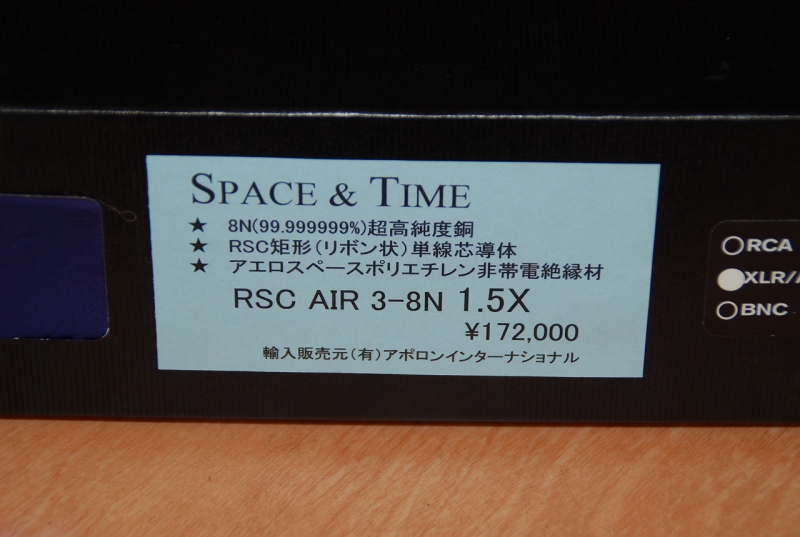 SPACE & TIME
★ 8N(99.999999%)超高純度銅
★ RSC矩形(リボン状)単線芯導体
★ アエロスペースポリエチレン非帯電絶縁材
RSC AIR 3-8N 1.5X
¥172,000
輸入販売元(有)アポロンインターナショナル
RCA
XLR/A
BNC